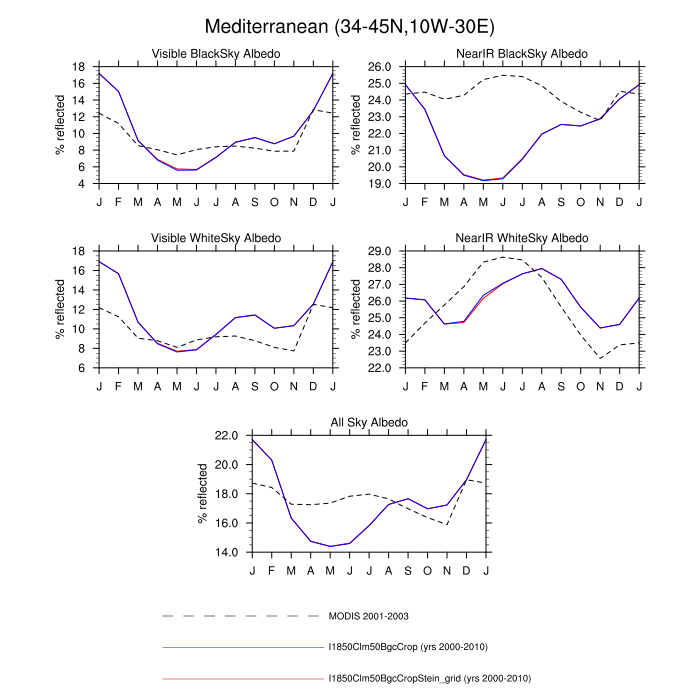 Mediterranean (34-45N,10W-30E)
Visible BlackSky Albedo
NearIR BlackSky Albedo
% reflected
18
16
14
12
10
8
6
4
J F M A M J J A S O N D J
% reflected
26.0
25.0
24.0
23.0
22.0
21.0
20.0
19.0
J F M A M J J A S O N D J
Visible WhiteSky Albedo
NearIR WhiteSky Albedo
% reflected
18
16
14
12
10
8
6
J F M A M J J A S O N D J
% reflected
29.0
28.0
27.0
26.0
25.0
24.0
23.0
22.0
J F M A M J J A S O N D J
All Sky Albedo
% reflected
22.0
20.0
18.0
16.0
14.0
J F M A M J J A S O N D J
MODIS 2001-2003
I1850Clm50BgcCrop (yrs 2000-2010)
I1850Clm50BgcCropStein_grid (yrs 2000-2010)